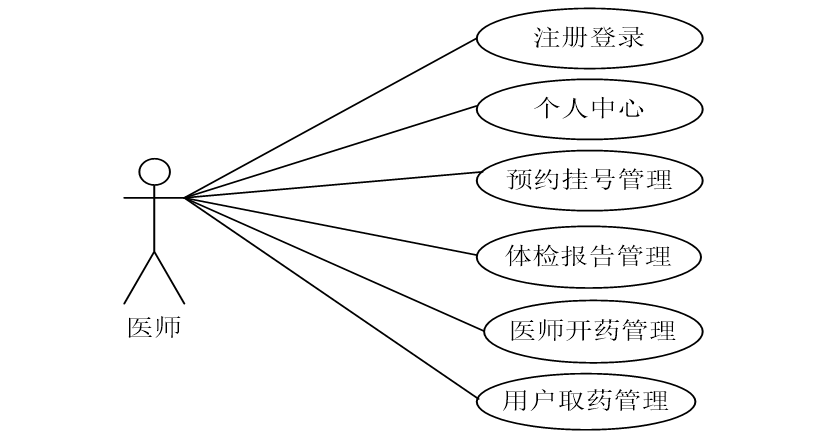 注册登录
个人中心
预约挂号管理
体检报告管理
医师开药管理
用户取药管理
医师